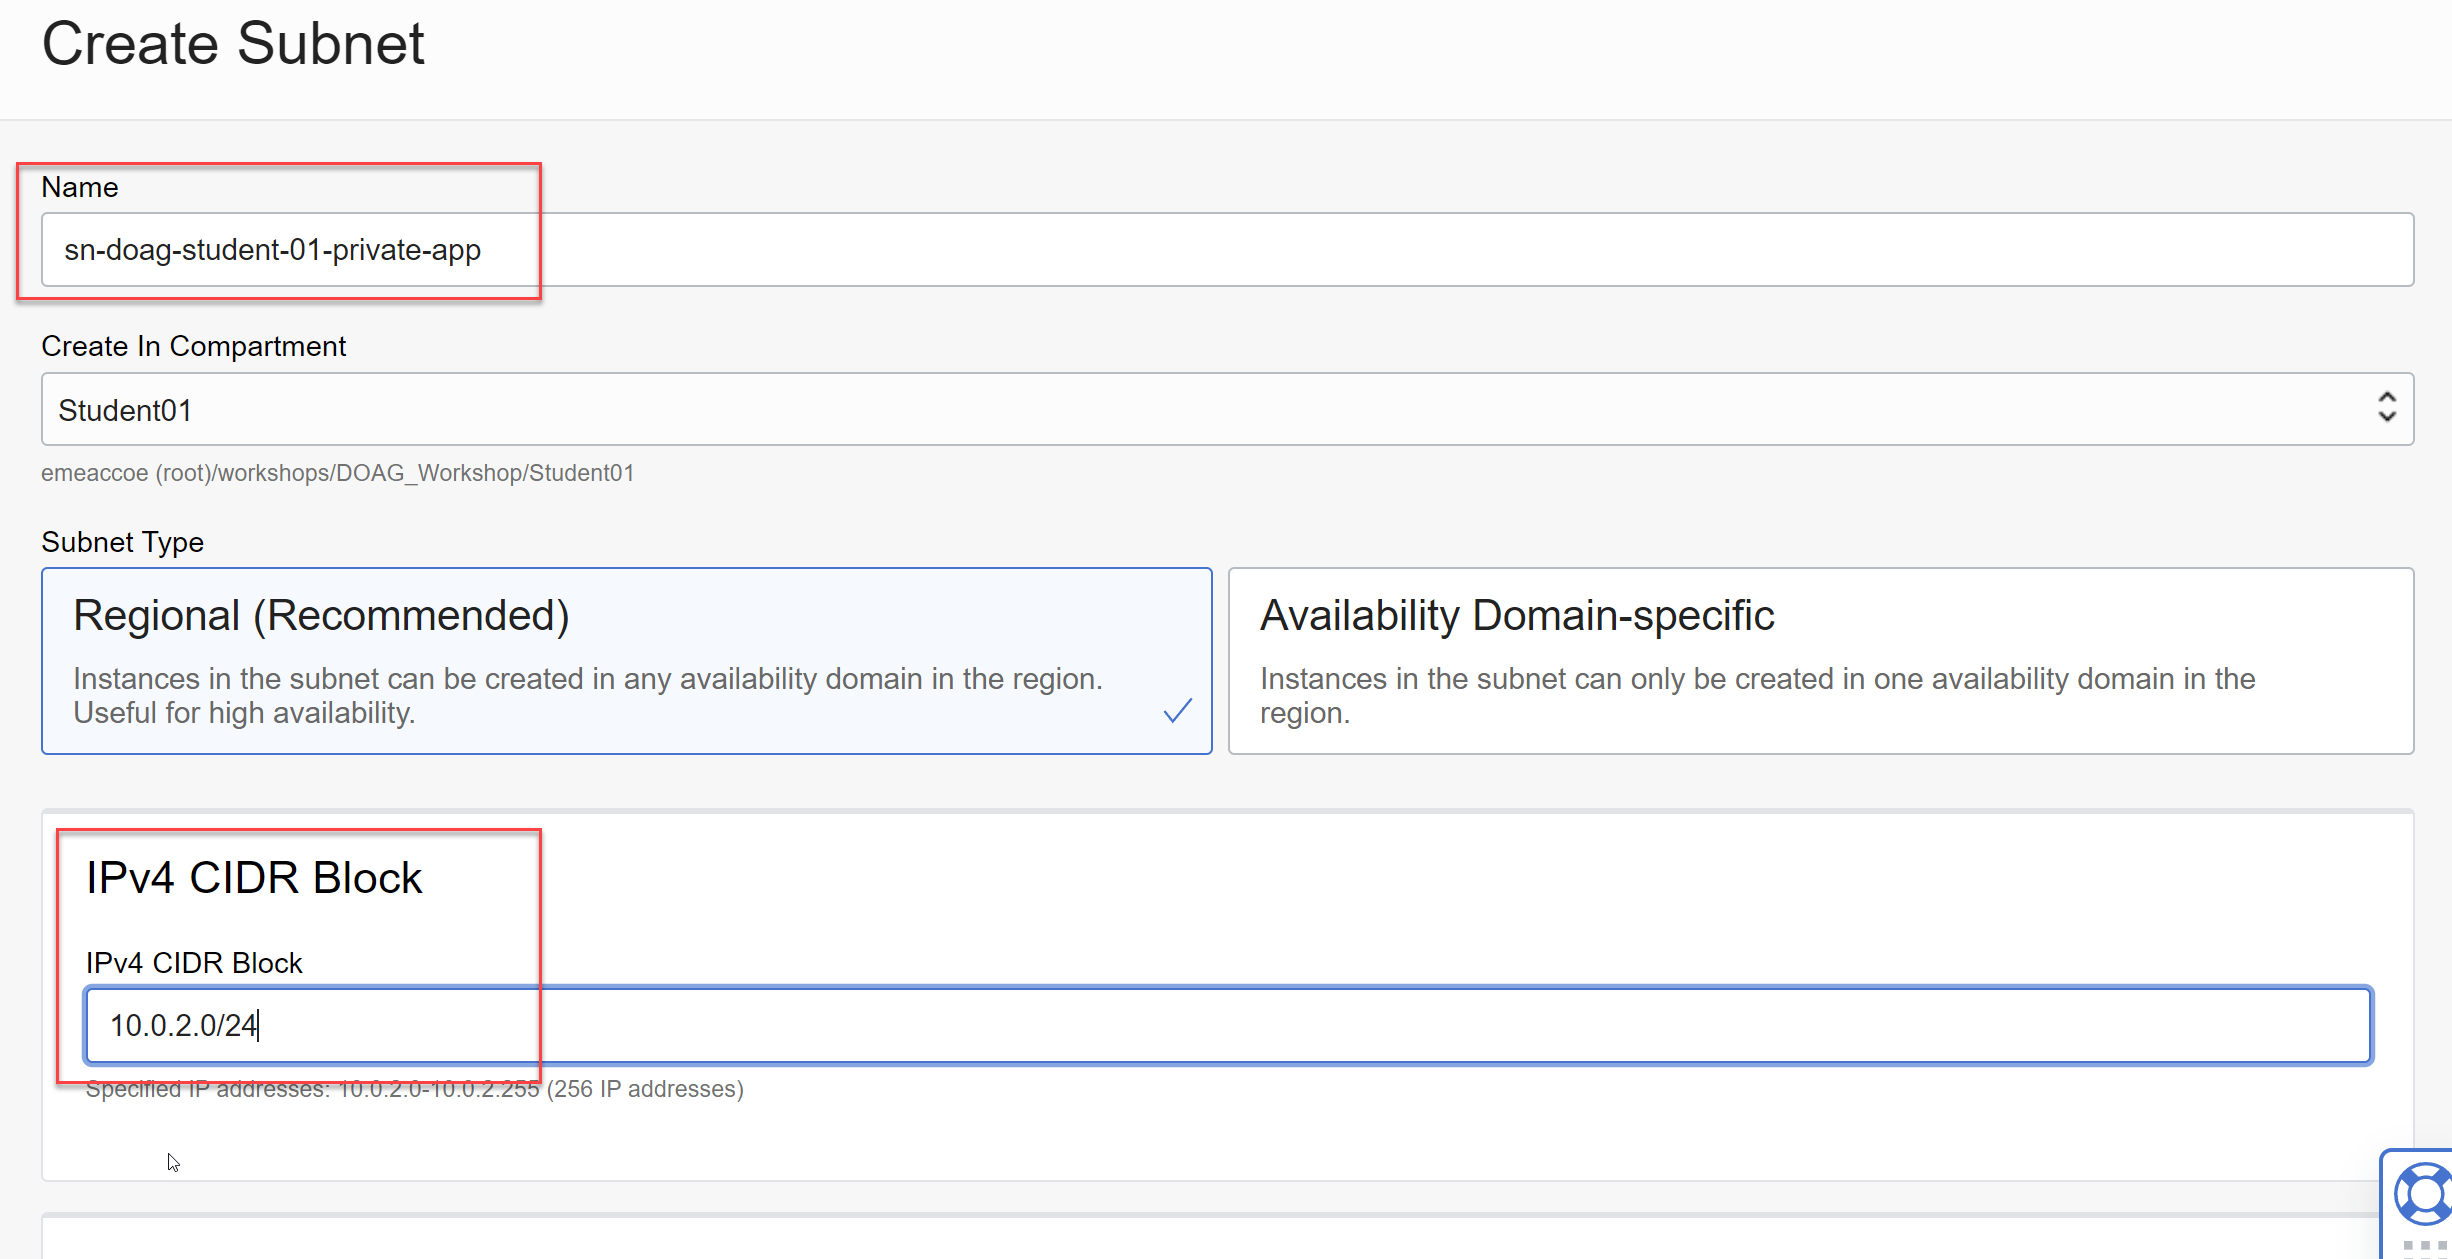 Create Subnet
Name
sn-doag-student-01-private-app
Create In Compartment
Student01
emeaccoe (root)/workshops/DOAG_Workshop/Student01
Subnet Type
Regional (Recommended)
Instances in the subnet can be created in any availability domain in the region.
Useful for high availability.
Availability Domain-specific
Instances in the subnet can only be created in one availability domain in the
region.
IPv4 CIDR Block
IPv4 CIDR Block
10.0.2.0/24
Specified IP addresses: 10.0.2.0-10.0.2.255 (256 IP addresses)